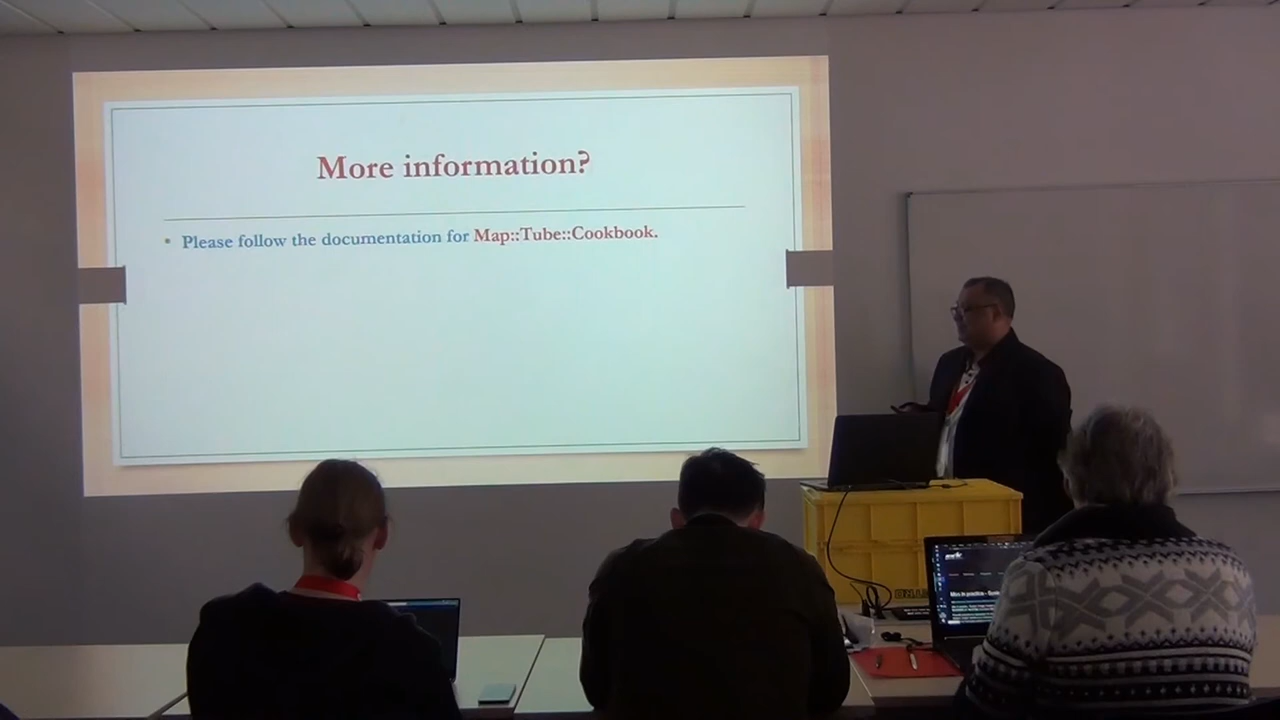 More information?
Please follow the documentation for Map::Tube::Cookbook.